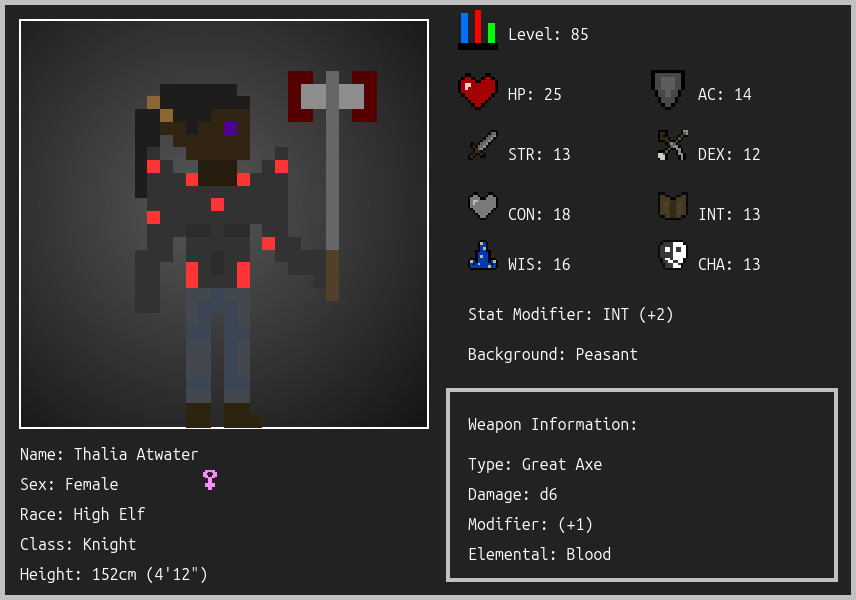 Level: 85
HP: 25
AC: 14
STR: 13
DEX: 12
CON: 18
INT: 13
WIS: 16
CHA: 13
Stat Modifier: INT (+2)
Background: Peasant
Weapon Information:
Type: Great Axe
Damage: d6
Modifier: (+1)
Elemental: Blood
Name: Thalia Atwater
Sex: Female
Race: High Elf
Class: Knight
Height: 152cm (4'12")